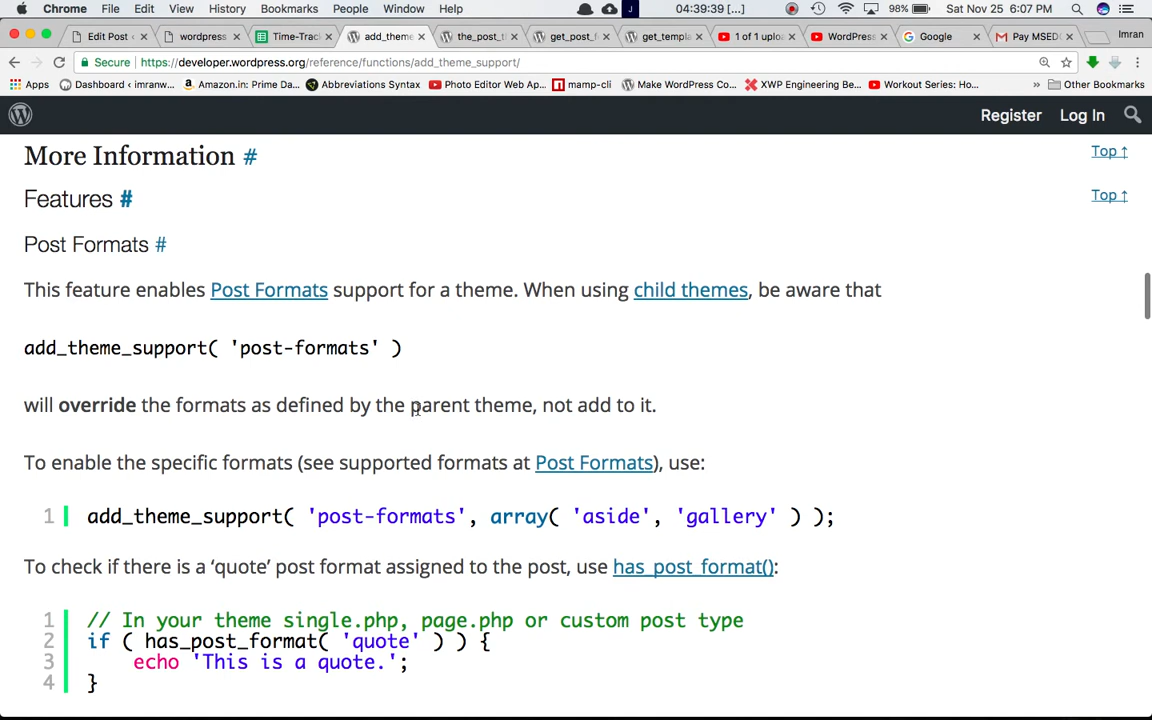 Chrome File Edit View History Bookmarks People Window Help J 04:39:39 [...] 98% Sat Nov 25 6:07 PM
Edit Post wordpress Time-Track add_theme the_post_t get_post_f get_templa 1 of 1 uploa WordPress Google Pay MSED Imran
Secure https://developer.wordpress.org/reference/functions/add_theme_support/
Apps Dashboard ‹ imranw... Amazon.in: Prime Da... Abbreviations Syntax Photo Editor Web Ap... mamp-cli Make WordPress Co... XWP Engineering Be... Workout Series: Ho... » Other Bookmarks
Register Log In
More Information # Top ↑
Features # Top ↑
Post Formats #
This feature enables Post Formats support for a theme. When using child themes, be aware that
add_theme_support( 'post-formats' )
will override the formats as defined by the parent theme, not add to it.
To enable the specific formats (see supported formats at Post Formats), use:
1 add_theme_support( 'post-formats', array( 'aside', 'gallery' ) );
To check if there is a ‘quote’ post format assigned to the post, use has_post_format():
1 // In your theme single.php, page.php or custom post type
2 if ( has_post_format( 'quote' ) ) {
3 echo 'This is a quote.';
4 }